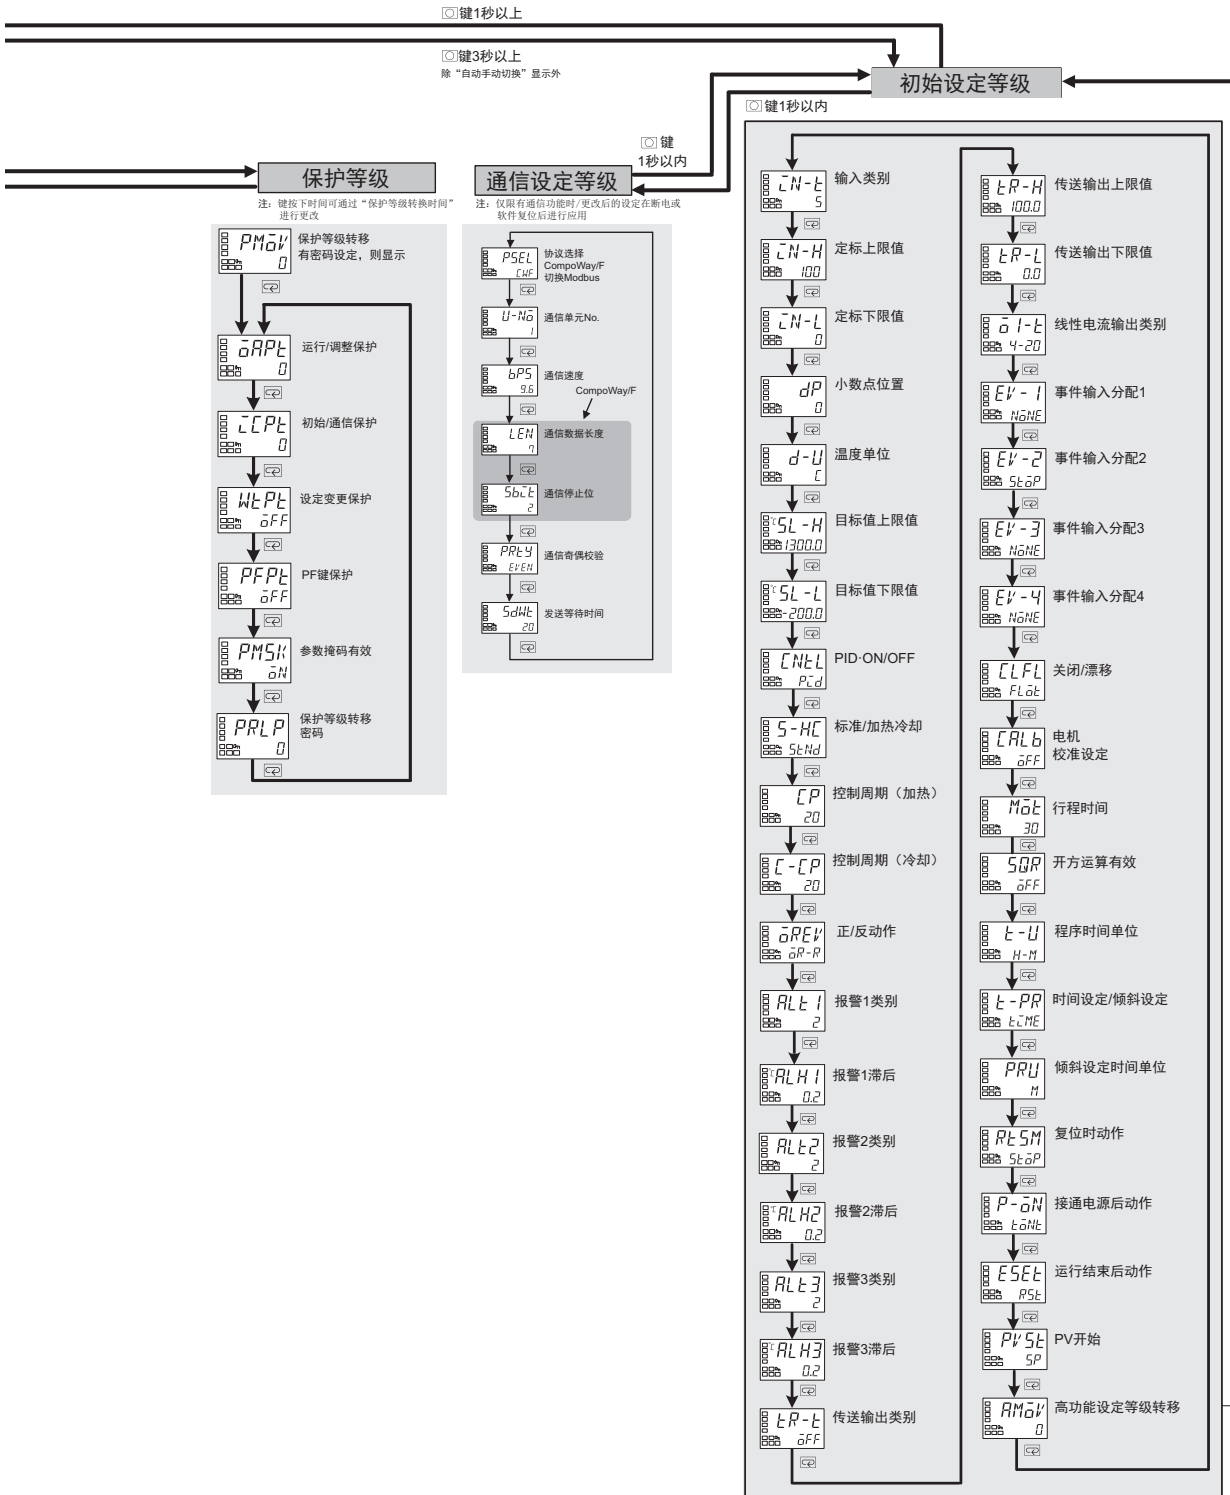 键1秒以上
键3秒以上
除“自动手动切换”显示外
初始设定等级
键1秒以内
键
1秒以内
保护等级
注：键按下时间可通过“保护等级转换时间”
进行更改
通信设定等级
注：仅限有通信功能时/更改后的设定在断电或
软件复位后进行应用
PMOV
0
保护等级转移
有密码设定，则显示
OAPT
0
运行/调整保护
ICPT
0
初始/通信保护
WTPT
OFF
设定变更保护
PFPT
OFF
PF键保护
PMSK
ON
参数掩码有效
PRLP
0
保护等级转移
密码
PSEL
CWF
协议选择
CompoWay/F
切换Modbus
U-NO
1
通信单元No.
BPS
9.6
通信速度
CompoWay/F
LEN
7
通信数据长度
SBIT
2
通信停止位
PRTY
EVEN
通信奇偶校验
SDWT
20
发送等待时间
IN-T
5
输入类别
IN-H
100
定标上限值
IN-L
0
定标下限值
DP
0
小数点位置
D-U
C
温度单位
℃ SL-H
1300.0
目标值上限值
℃ SL-L
-200.0
目标值下限值
CNTL
PID
PID·ON/OFF
S-HC
STND
标准/加热冷却
CP
20
控制周期（加热）
C-CP
20
控制周期（冷却）
OREV
OR-R
正/反动作
ALT1
2
报警1类别
℃ ALH1
0.2
报警1滞后
ALT2
2
报警2类别
℃ ALH2
0.2
报警2滞后
ALT3
2
报警3类别
℃ ALH3
0.2
报警3滞后
TR-T
OFF
传送输出类别
TR-H
100.0
传送输出上限值
TR-L
0.0
传送输出下限值
O1-T
4-20
线性电流输出类别
EV-1
NONE
事件输入分配1
EV-2
STOP
事件输入分配2
EV-3
NONE
事件输入分配3
EV-4
NONE
事件输入分配4
CLFL
FLOT
关闭/漂移
CALB
OFF
电机
校准设定
MOT
30
行程时间
SQR
OFF
开方运算有效
T-U
H-M
程序时间单位
T-PR
TIME
时间设定/倾斜设定
PRU
M
倾斜设定时间单位
RESM
STOP
复位时动作
P-ON
CONT
接通电源后动作
ESET
RST
运行结束后动作
PVST
SP
PV开始
AMOV
0
高功能设定等级转移